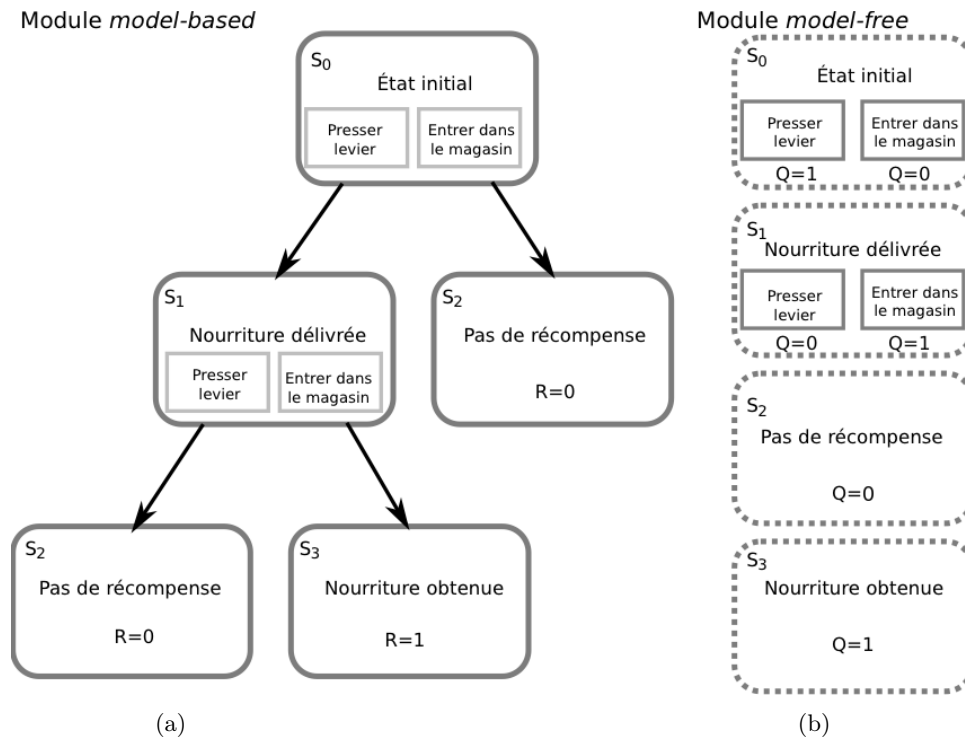 Module model-based
S0
État initial
Presser
levier
Entrer dans
le magasin
S1
Nourriture délivrée
Presser
levier
Entrer dans
le magasin
S2
Pas de récompense
R=0
S2
Pas de récompense
R=0
S3
Nourriture obtenue
R=1
(a)
Module model-free
S0
État initial
Presser
levier
Entrer dans
le magasin
Q=1
Q=0
S1
Nourriture délivrée
Presser
levier
Entrer dans
le magasin
Q=0
Q=1
S2
Pas de récompense
Q=0
S3
Nourriture obtenue
Q=1
(b)